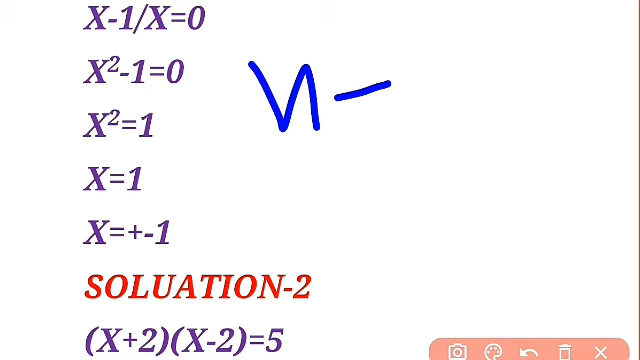 X-1/X=0
X²-1=0
X²=1
X=1
X=+-1
SOLUATION-2
(X+2)(X-2)=5